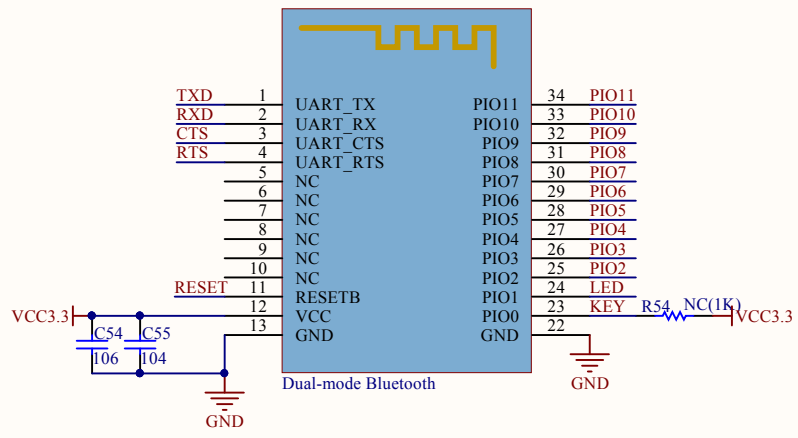 TXD 1 UART_TX PIO11 34 PIO11
RXD 2 UART_RX PIO10 33 PIO10
CTS 3 UART_CTS PIO9 32 PIO9
RTS 4 UART_RTS PIO8 31 PIO8
5 NC PIO7 30 PIO7
6 NC PIO6 29 PIO6
7 NC PIO5 28 PIO5
8 NC PIO4 27 PIO4
9 NC PIO3 26 PIO3
10 NC PIO2 25 PIO2
RESET 11 RESETB PIO1 24 LED
VCC3.3 12 VCC PIO0 23 KEY R54 NC(1K) VCC3.3
13 GND GND 22
C54 C55
106 104
GND
Dual-mode Bluetooth
GND